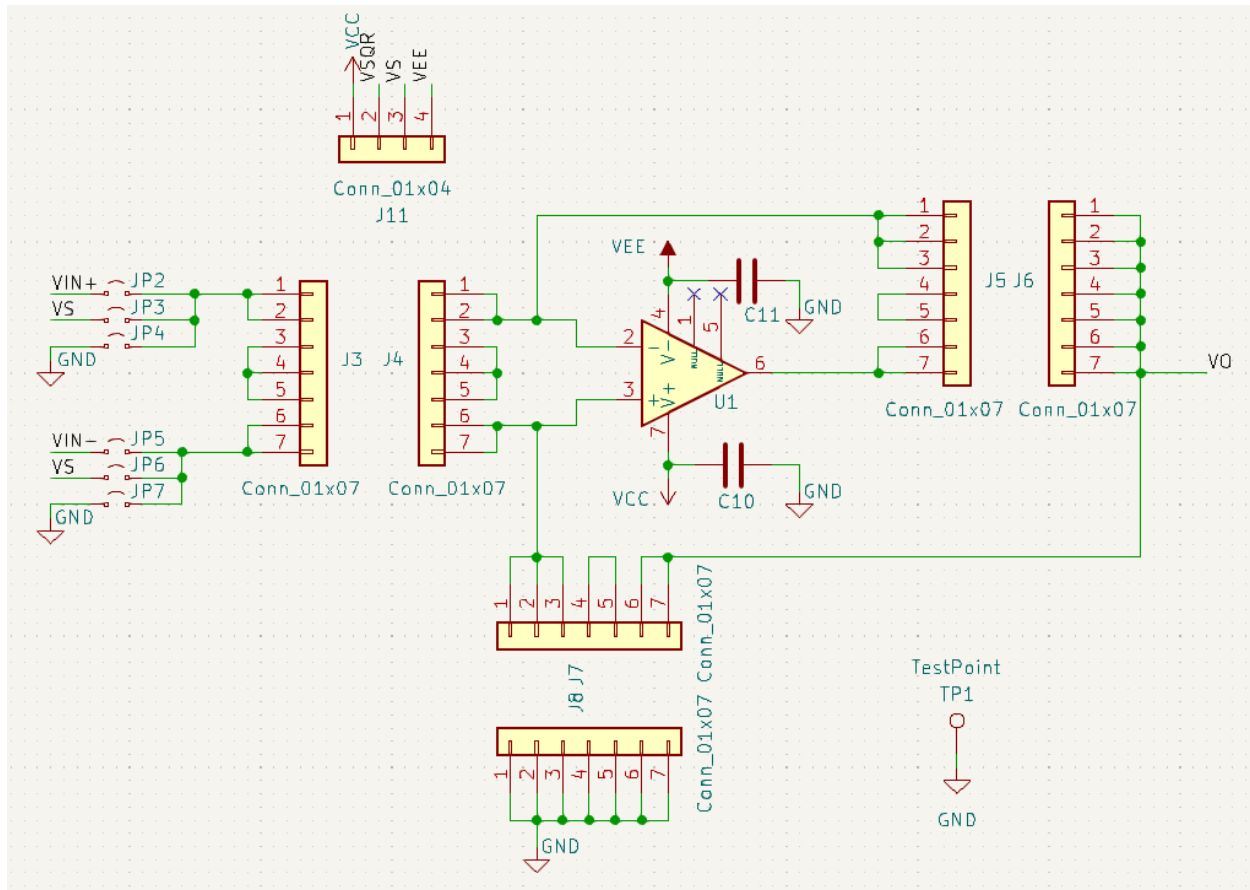 VCC
VSQR
VS
VEE
1 2 3 4
Conn_01x04
J11
VIN+ JP2
VS JP3
JP4
GND
VIN- JP5
VS JP6
JP7
GND
1
2
3
4
5
6
7
J3
Conn_01x07
1
2
3
4
5
6
7
J4
Conn_01x07
VEE
C11
GND
4
1
5
NULL
NULL
2
3
-
+
V-
V+
6
U1
7
VCC
C10
GND
1
2
3
4
5
6
7
J5
Conn_01x07
1
2
3
4
5
6
7
J6
Conn_01x07
VO
1 2 3 4 5 6 7
J7
Conn_01x07
J8
Conn_01x07
1 2 3 4 5 6 7
GND
TestPoint
TP1
GND